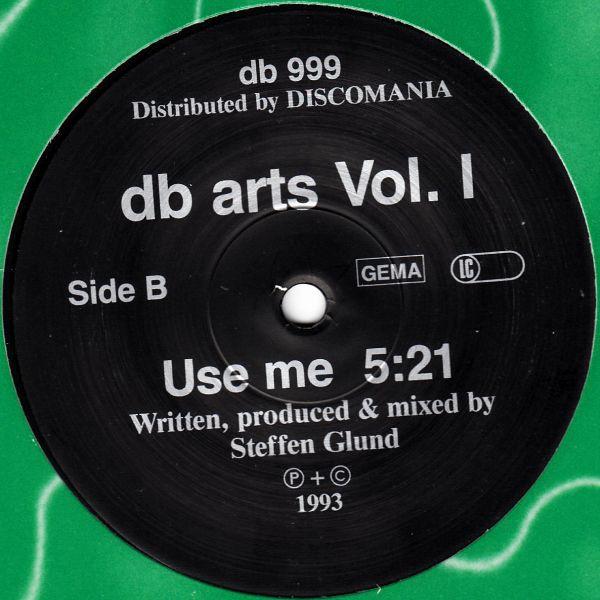 db 999
Distributed by DISCOMANIA
db arts Vol. I
Side B
GEMA
LC
Use me 5:21
Written, produced & mixed by
Steffen Glund
℗ + ©
1993